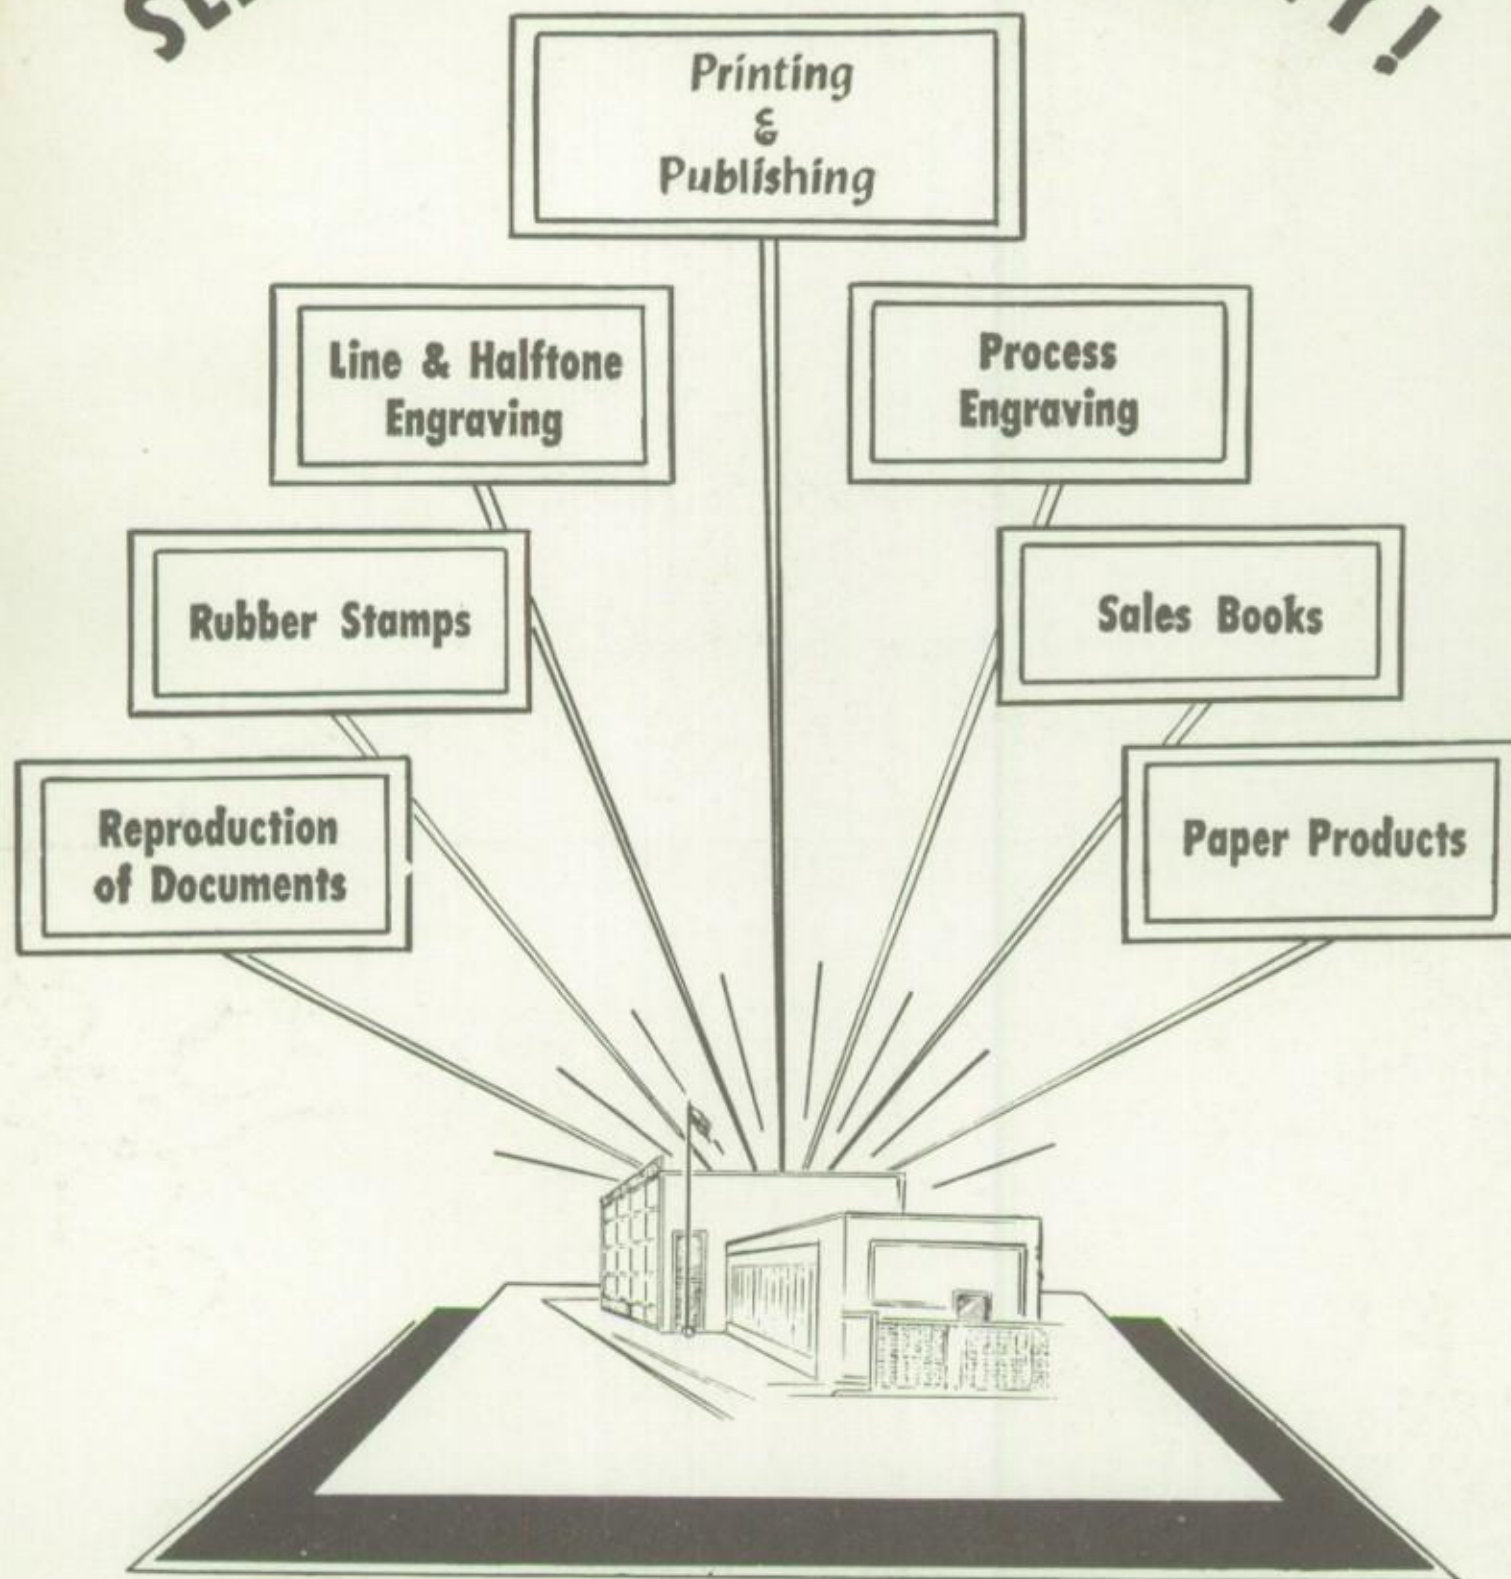 Printing
&
Publishing
Line & Halftone
Engraving
Process
Engraving
Rubber Stamps
Sales Books
Reproduction
of Documents
Paper Products